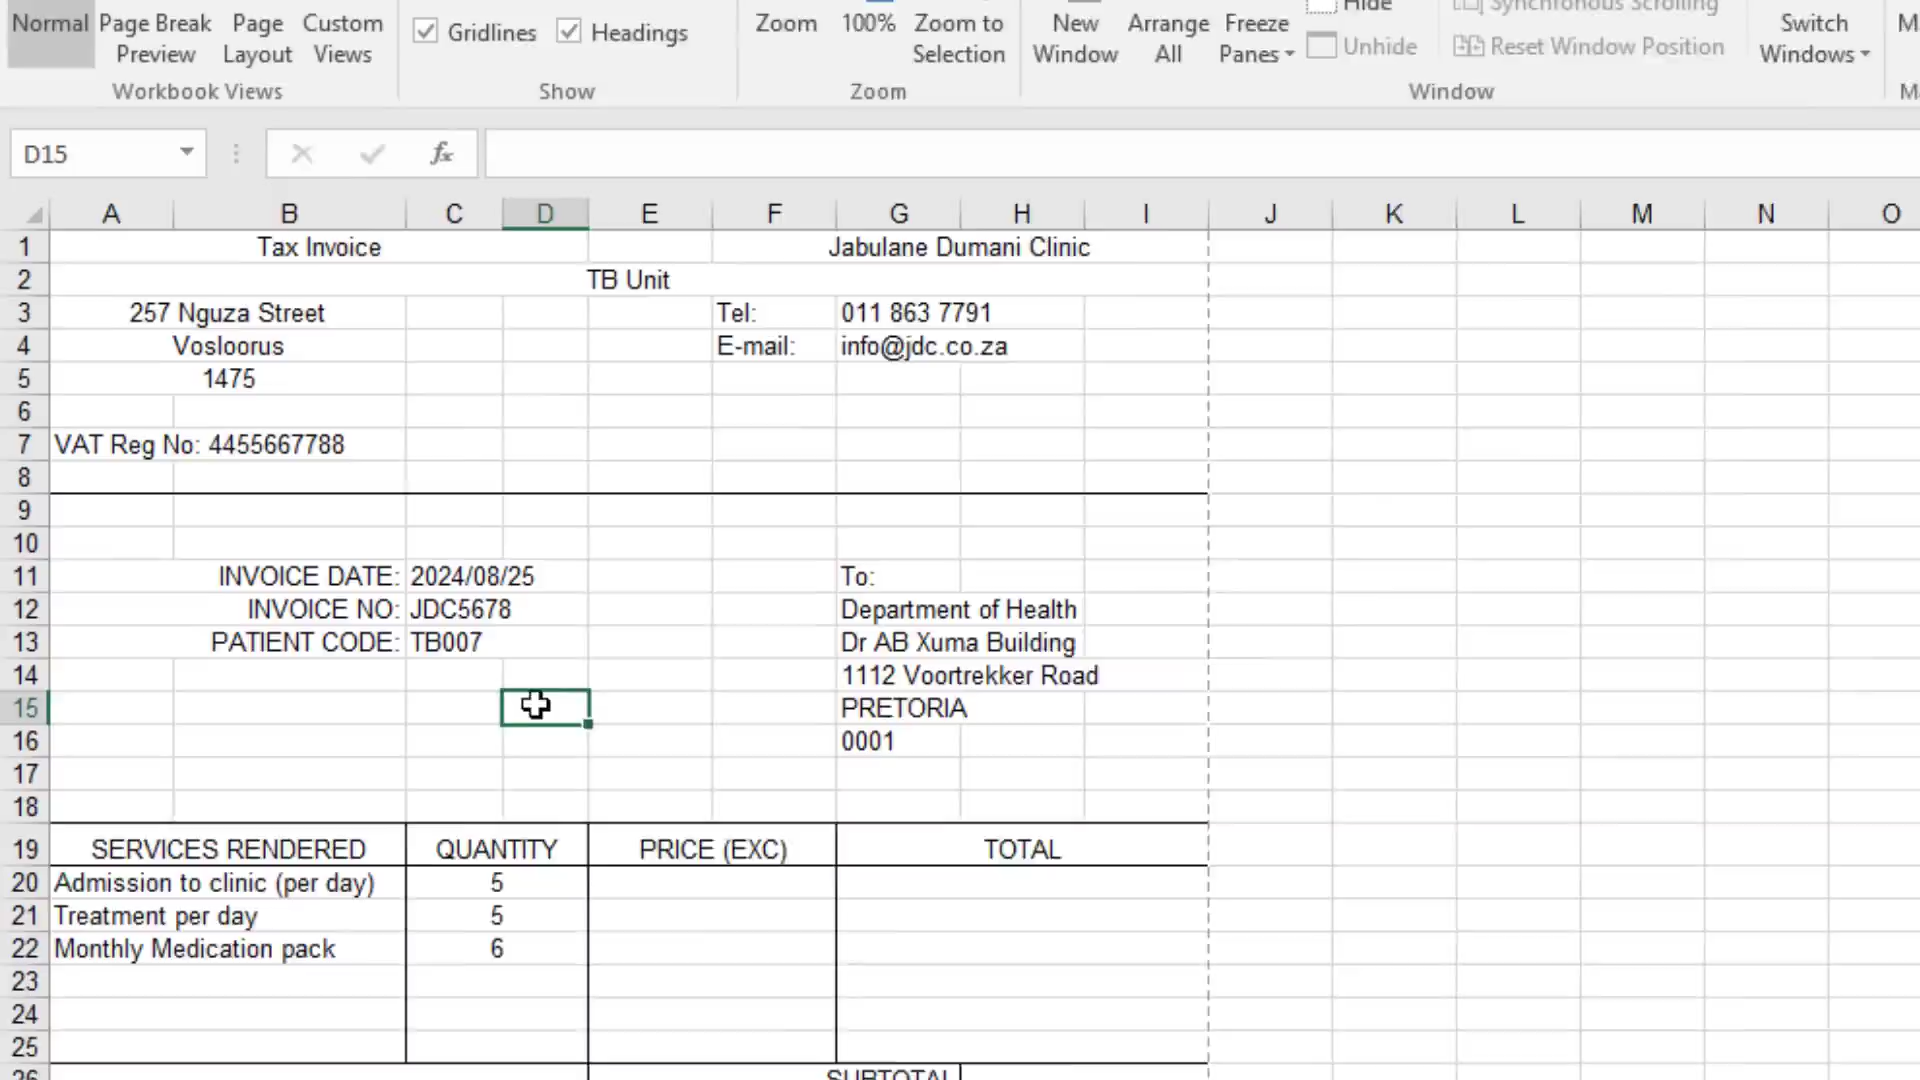 Normal Page Break Preview Page Layout Custom Views
Gridlines Headings
Zoom 100% Zoom to Selection
New Window Arrange All Freeze Panes
Hide
Unhide
Synchronous Scrolling
Reset Window Position
Switch Windows
Workbook Views Show Zoom Window
D15 fx
A B C D E F G H I J K L M N O
1 Tax Invoice Jabulane Dumani Clinic
2 TB Unit
3 257 Nguza Street Tel: 011 863 7791
4 Vosloorus E-mail: info@jdc.co.za
5 1475
6
7 VAT Reg No: 4455667788
8
9
10
11 INVOICE DATE: 2024/08/25 To:
12 INVOICE NO: JDC5678 Department of Health
13 PATIENT CODE: TB007 Dr AB Xuma Building
14 1112 Voortrekker Road
15 PRETORIA
16 0001
17
18
19 SERVICES RENDERED QUANTITY PRICE (EXC) TOTAL
20 Admission to clinic (per day) 5
21 Treatment per day 5
22 Monthly Medication pack 6
23
24
25
26 SUBTOTAL